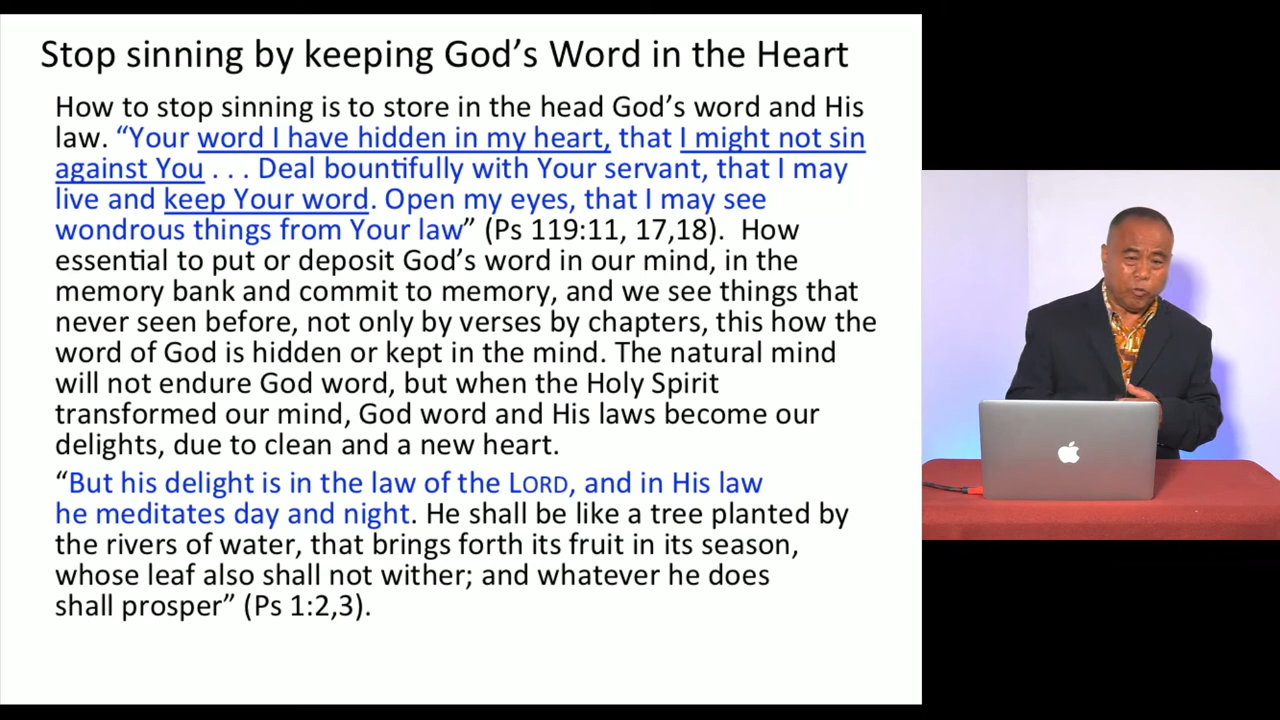 Stop sinning by keeping God’s Word in the Heart
How to stop sinning is to store in the head God’s word and His
law. “Your word I have hidden in my heart, that I might not sin
against You . . . Deal bountifully with Your servant, that I may
live and keep Your word. Open my eyes, that I may see
wondrous things from Your law” (Ps 119:11, 17,18).  How
essential to put or deposit God’s word in our mind, in the
memory bank and commit to memory, and we see things that
never seen before, not only by verses by chapters, this how the
word of God is hidden or kept in the mind. The natural mind
will not endure God word, but when the Holy Spirit
transformed our mind, God word and His laws become our
delights, due to clean and a new heart.
“But his delight is in the law of the LORD, and in His law
he meditates day and night. He shall be like a tree planted by
the rivers of water, that brings forth its fruit in its season,
whose leaf also shall not wither; and whatever he does
shall prosper” (Ps 1:2,3).